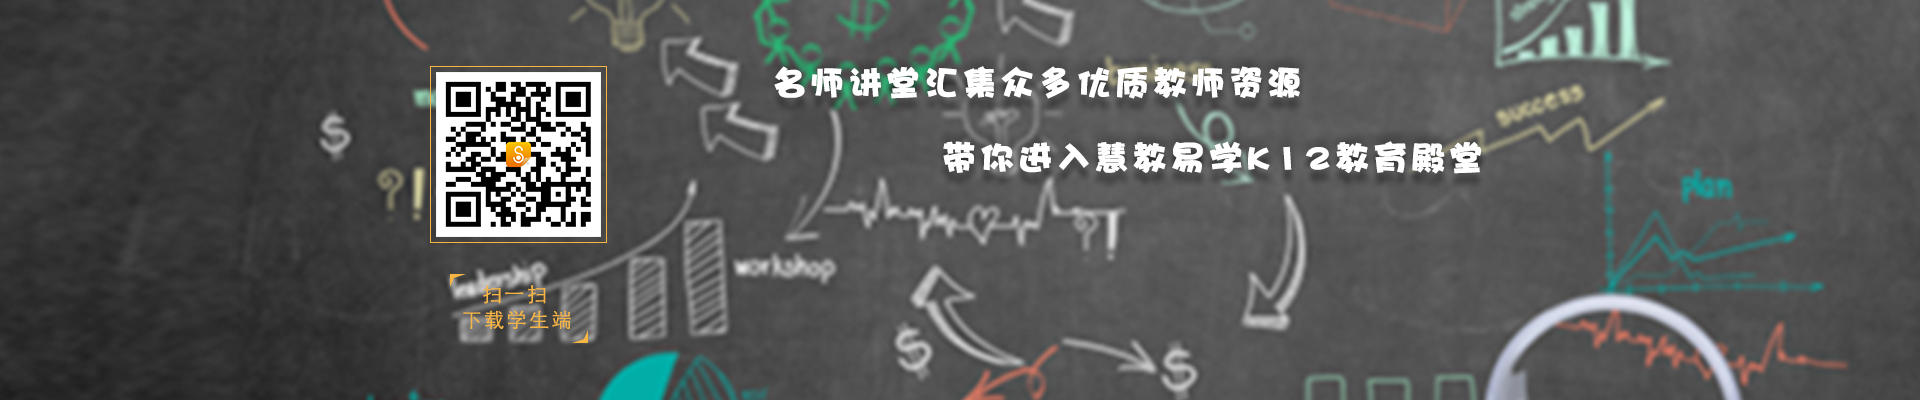 名师讲堂汇集众多优质教师资源
带你进入慧教易学K12教育殿堂
success
plan
workshop
扫一扫
下载学生端